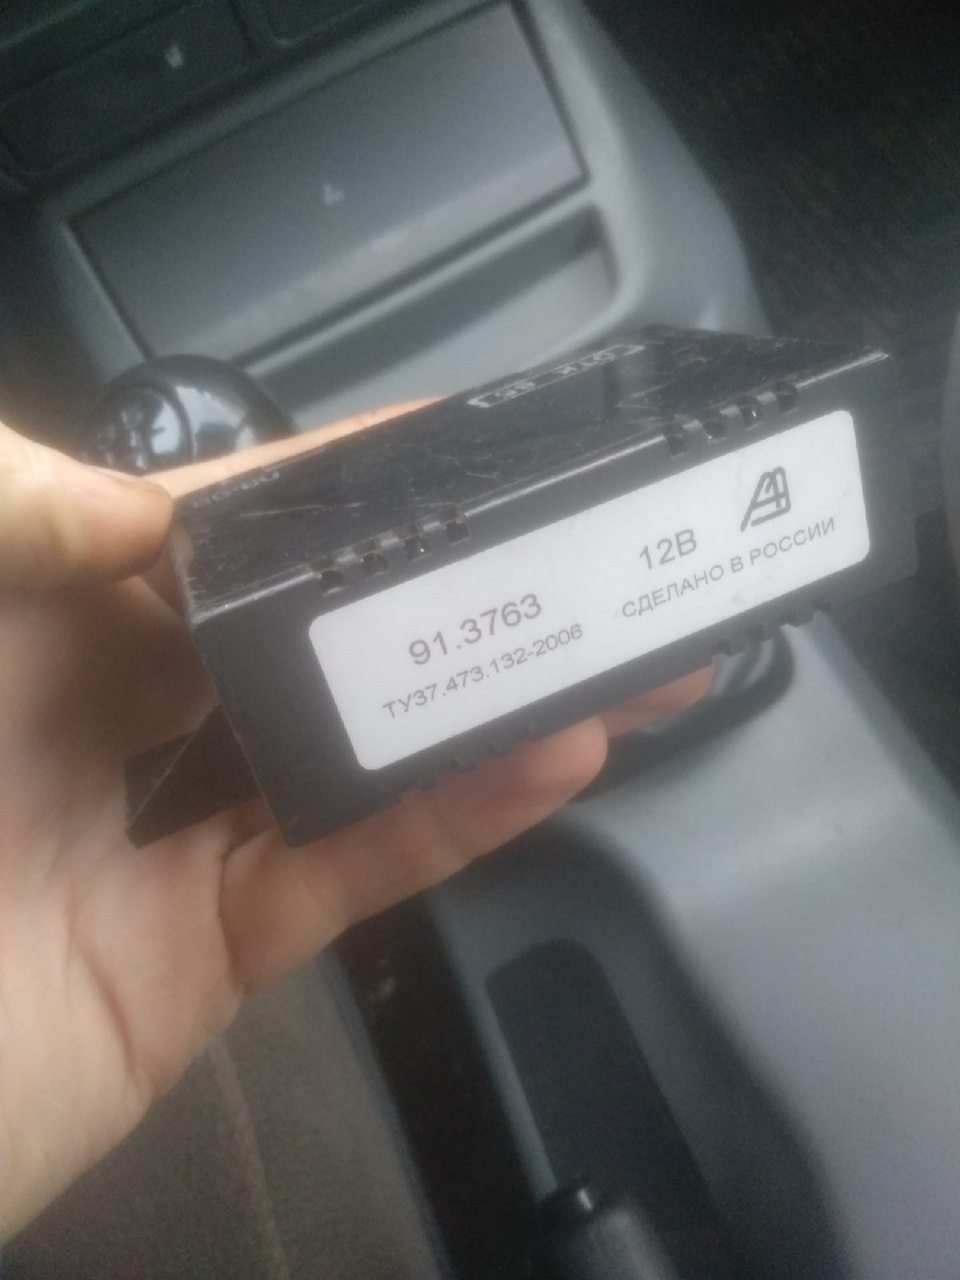 91.3763
12В
ТУ37.473.132-2006
СДЕЛАНО В РОССИИ